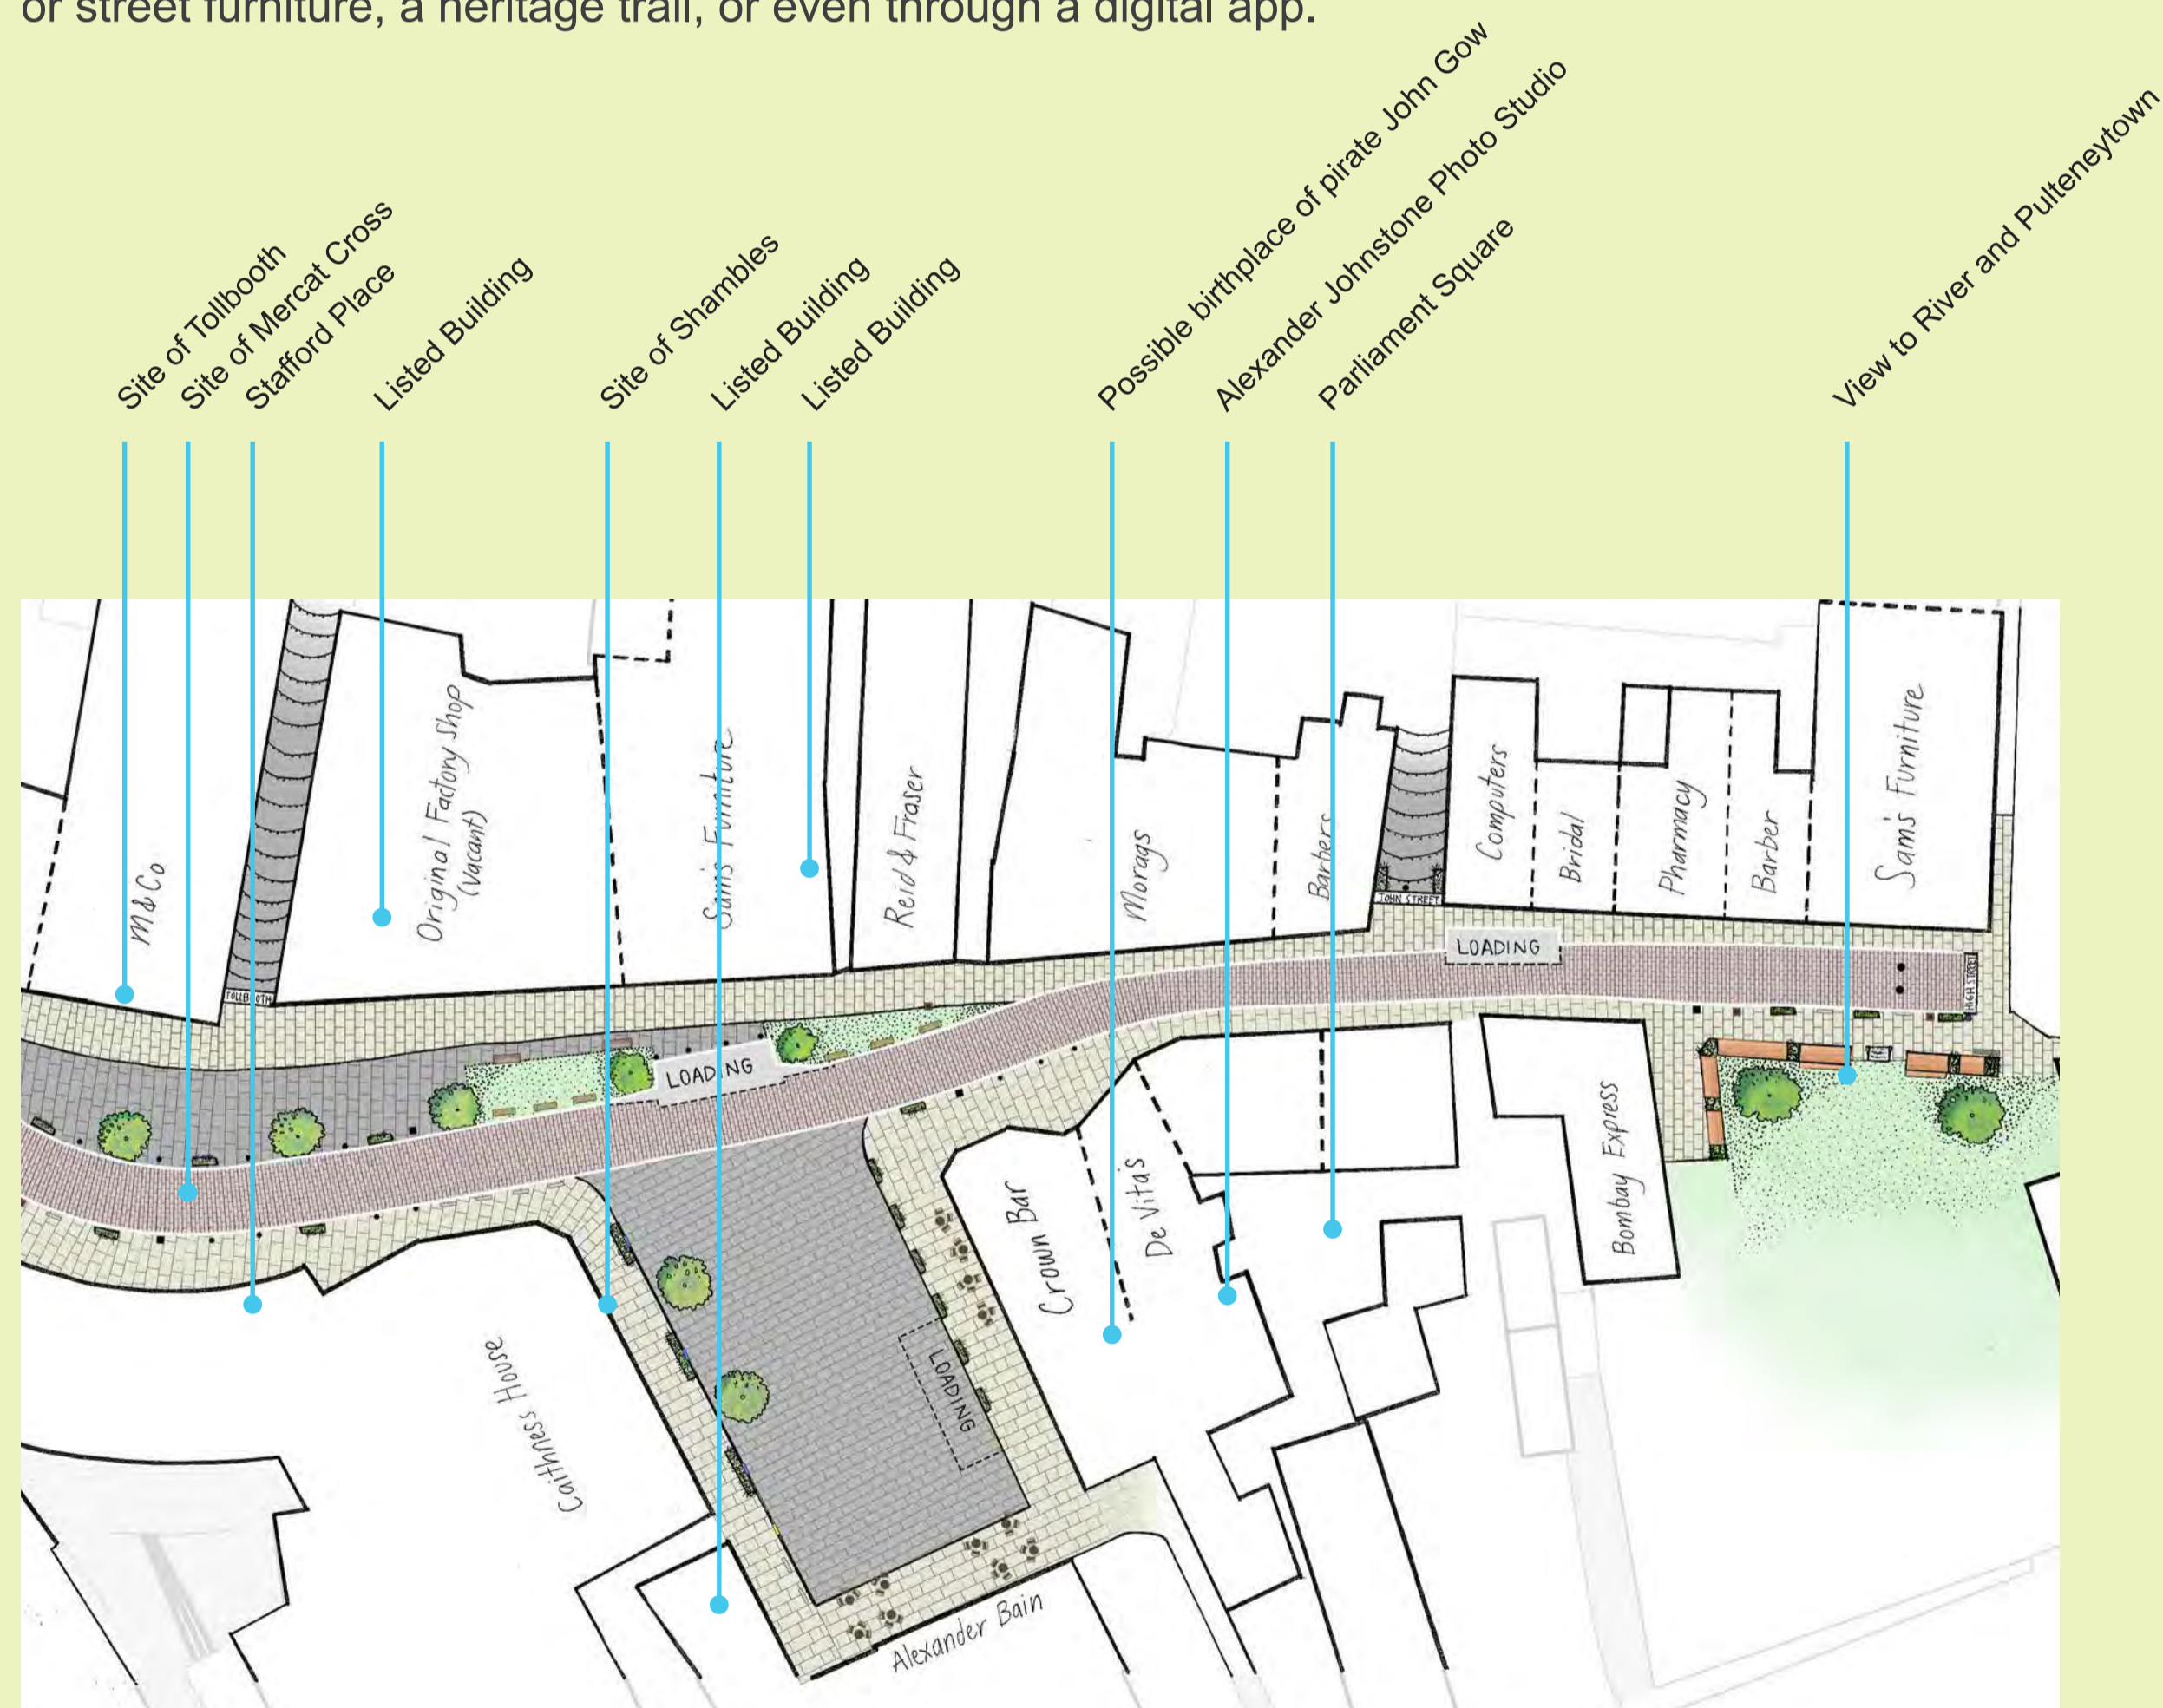 or street furniture, a heritage trail, or even through a digital app.
Site of Tollbooth
Site of Mercat Cross
Stafford Place
Listed Building
Site of Shambles
Listed Building
Listed Building
Possible birthplace of pirate John Gow
Alexander Johnstone Photo Studio
Parliament Square
View to River and Pulteneytown
M&Co
Original Factory Shop
(Vacant)
Sam's Furniture
Reid & Fraser
Morags
Barbers
Computers
Bridal
Pharmacy
Barber
Sam's Furniture
TOLLBOOTH
JOHN STREET
LOADING
HIGH STREET
LOADING
Crown Bar
De Vita's
Bombay Express
Caithness House
LOADING
Alexander Bain